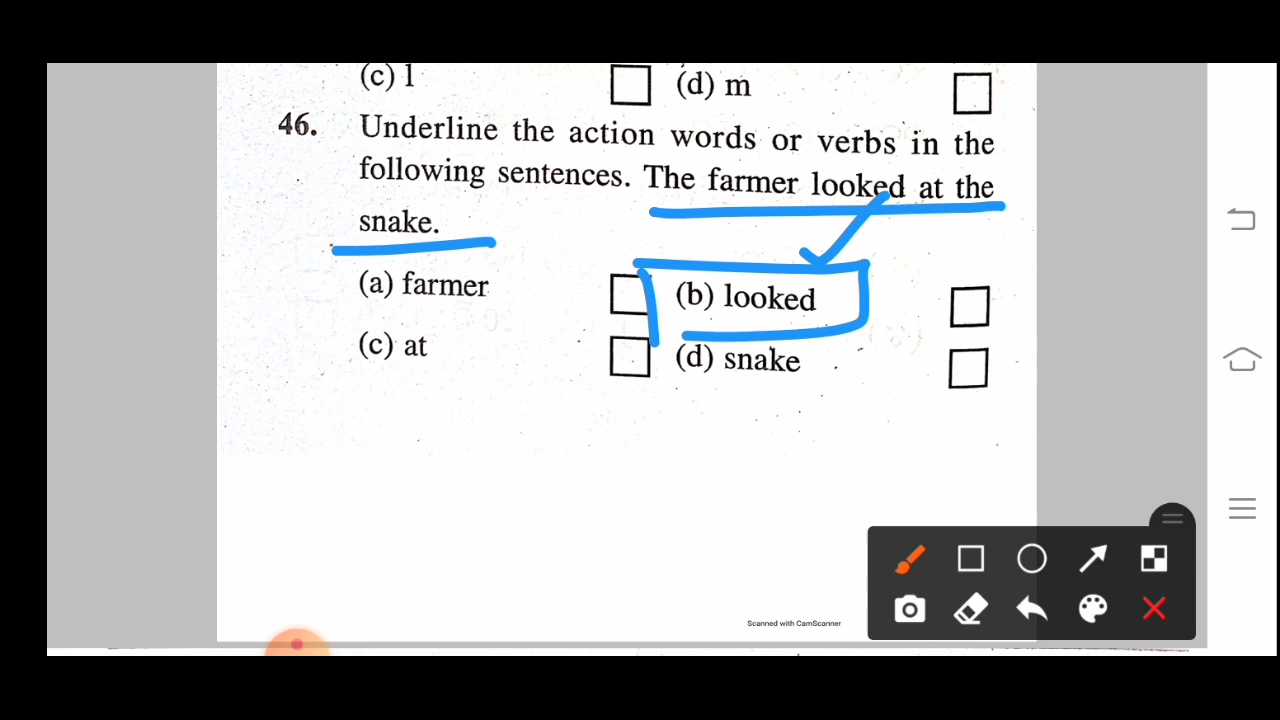 (c) l (d) m
46. Underline the action words or verbs in the
following sentences. The farmer looked at the
snake.
(a) farmer (b) looked
(c) at (d) snake
Scanned with CamScanner